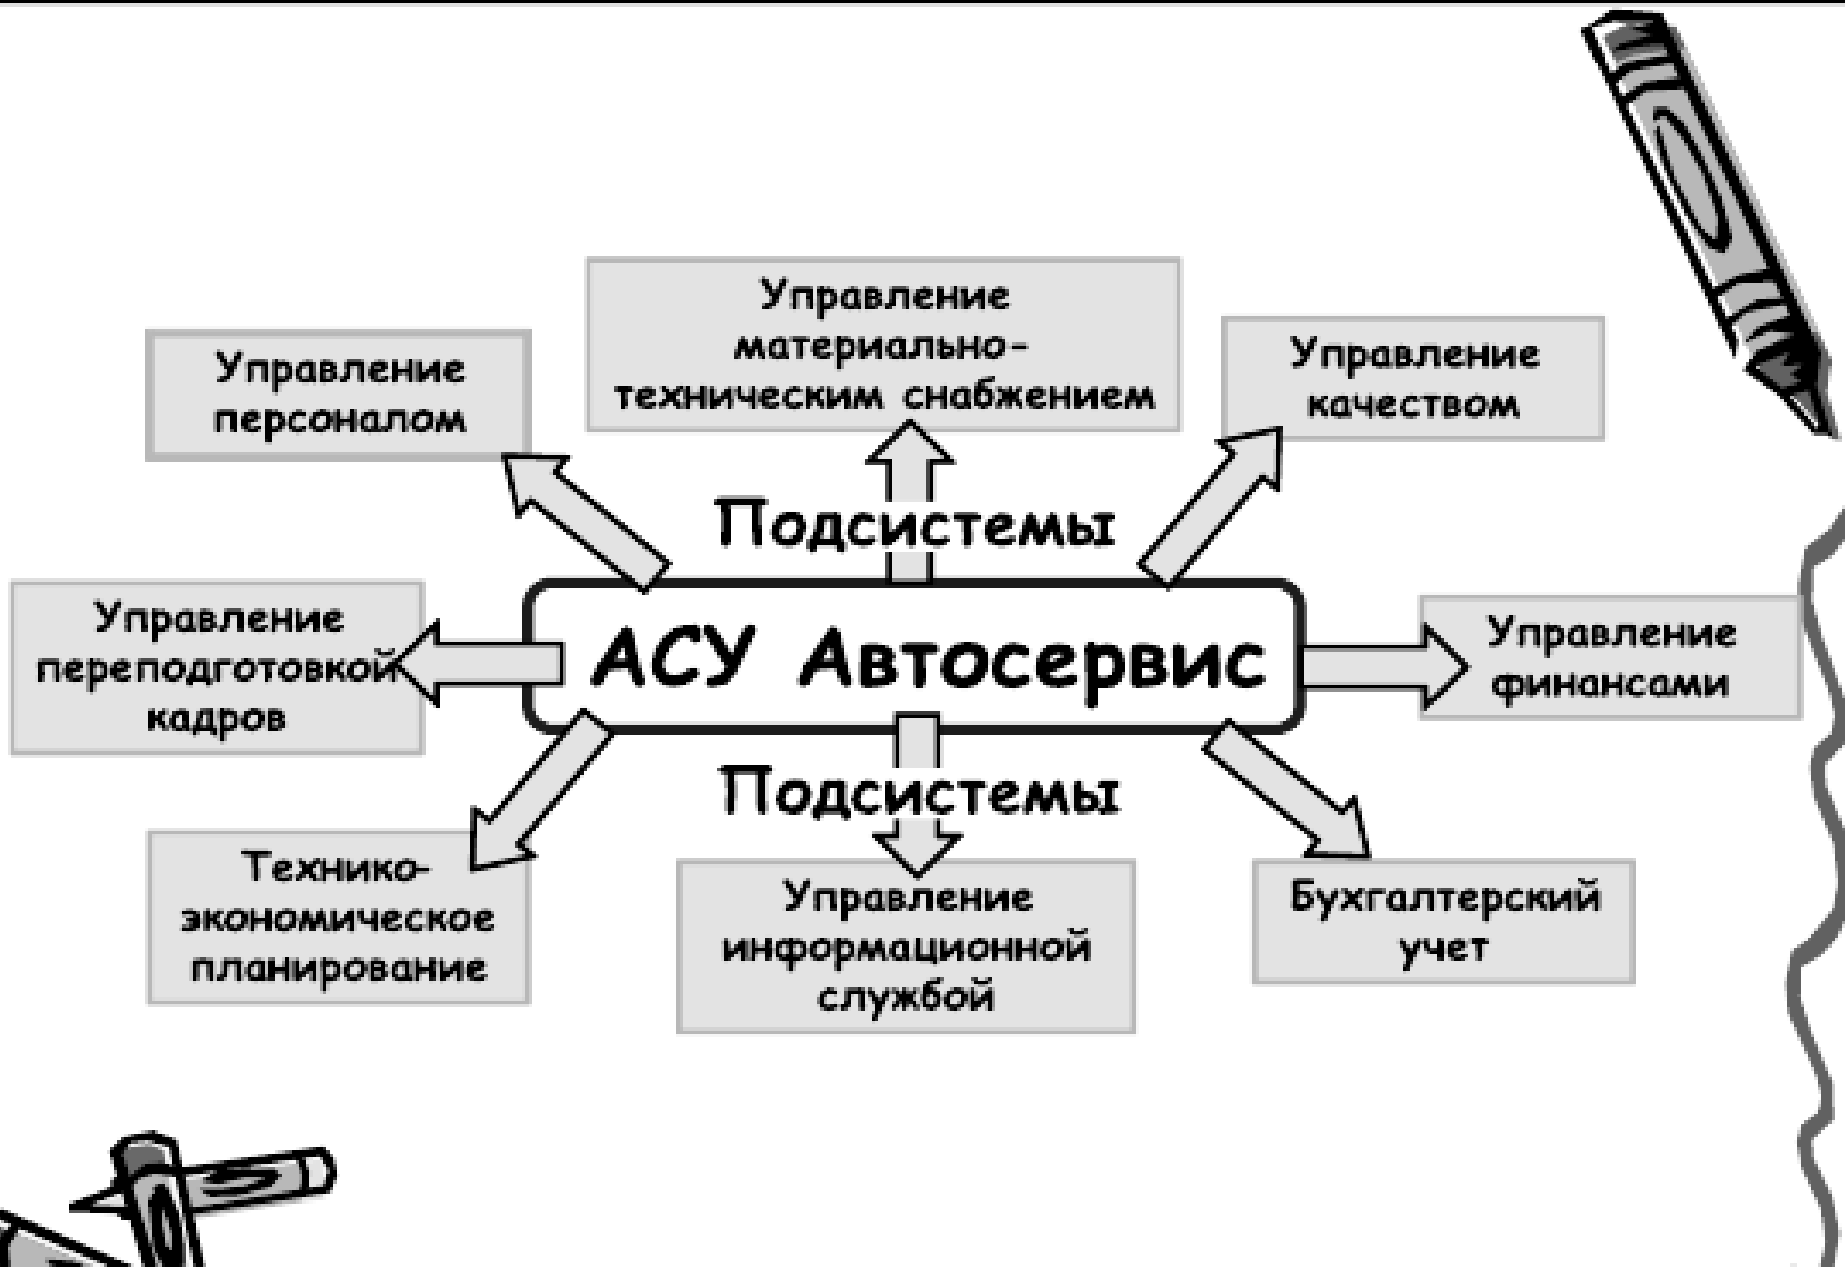 Управление
материально-
техническим снабжением
Управление
персоналом
Управление
качеством
Подсистемы
Управление
переподготовкой
кадров
АСУ Автосервис
Управление
финансами
Подсистемы
Технико-
экономическое
планирование
Управление
информационной
службой
Бухгалтерский
учет